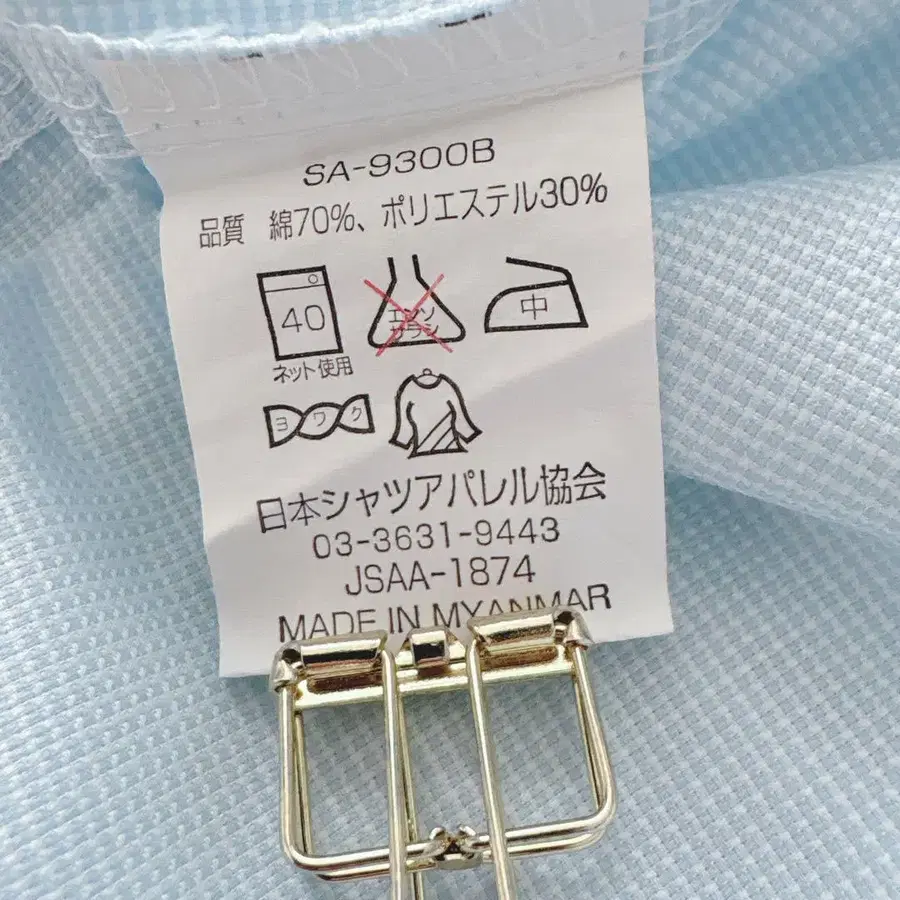 SA-9300B
品質 綿70%、ポリエステル30%
40
エンソ
サラシ
中
ネット使用
ヨワク
日本シャツアパレル協会
03-3631-9443
JSAA-1874
MADE IN MYANMAR